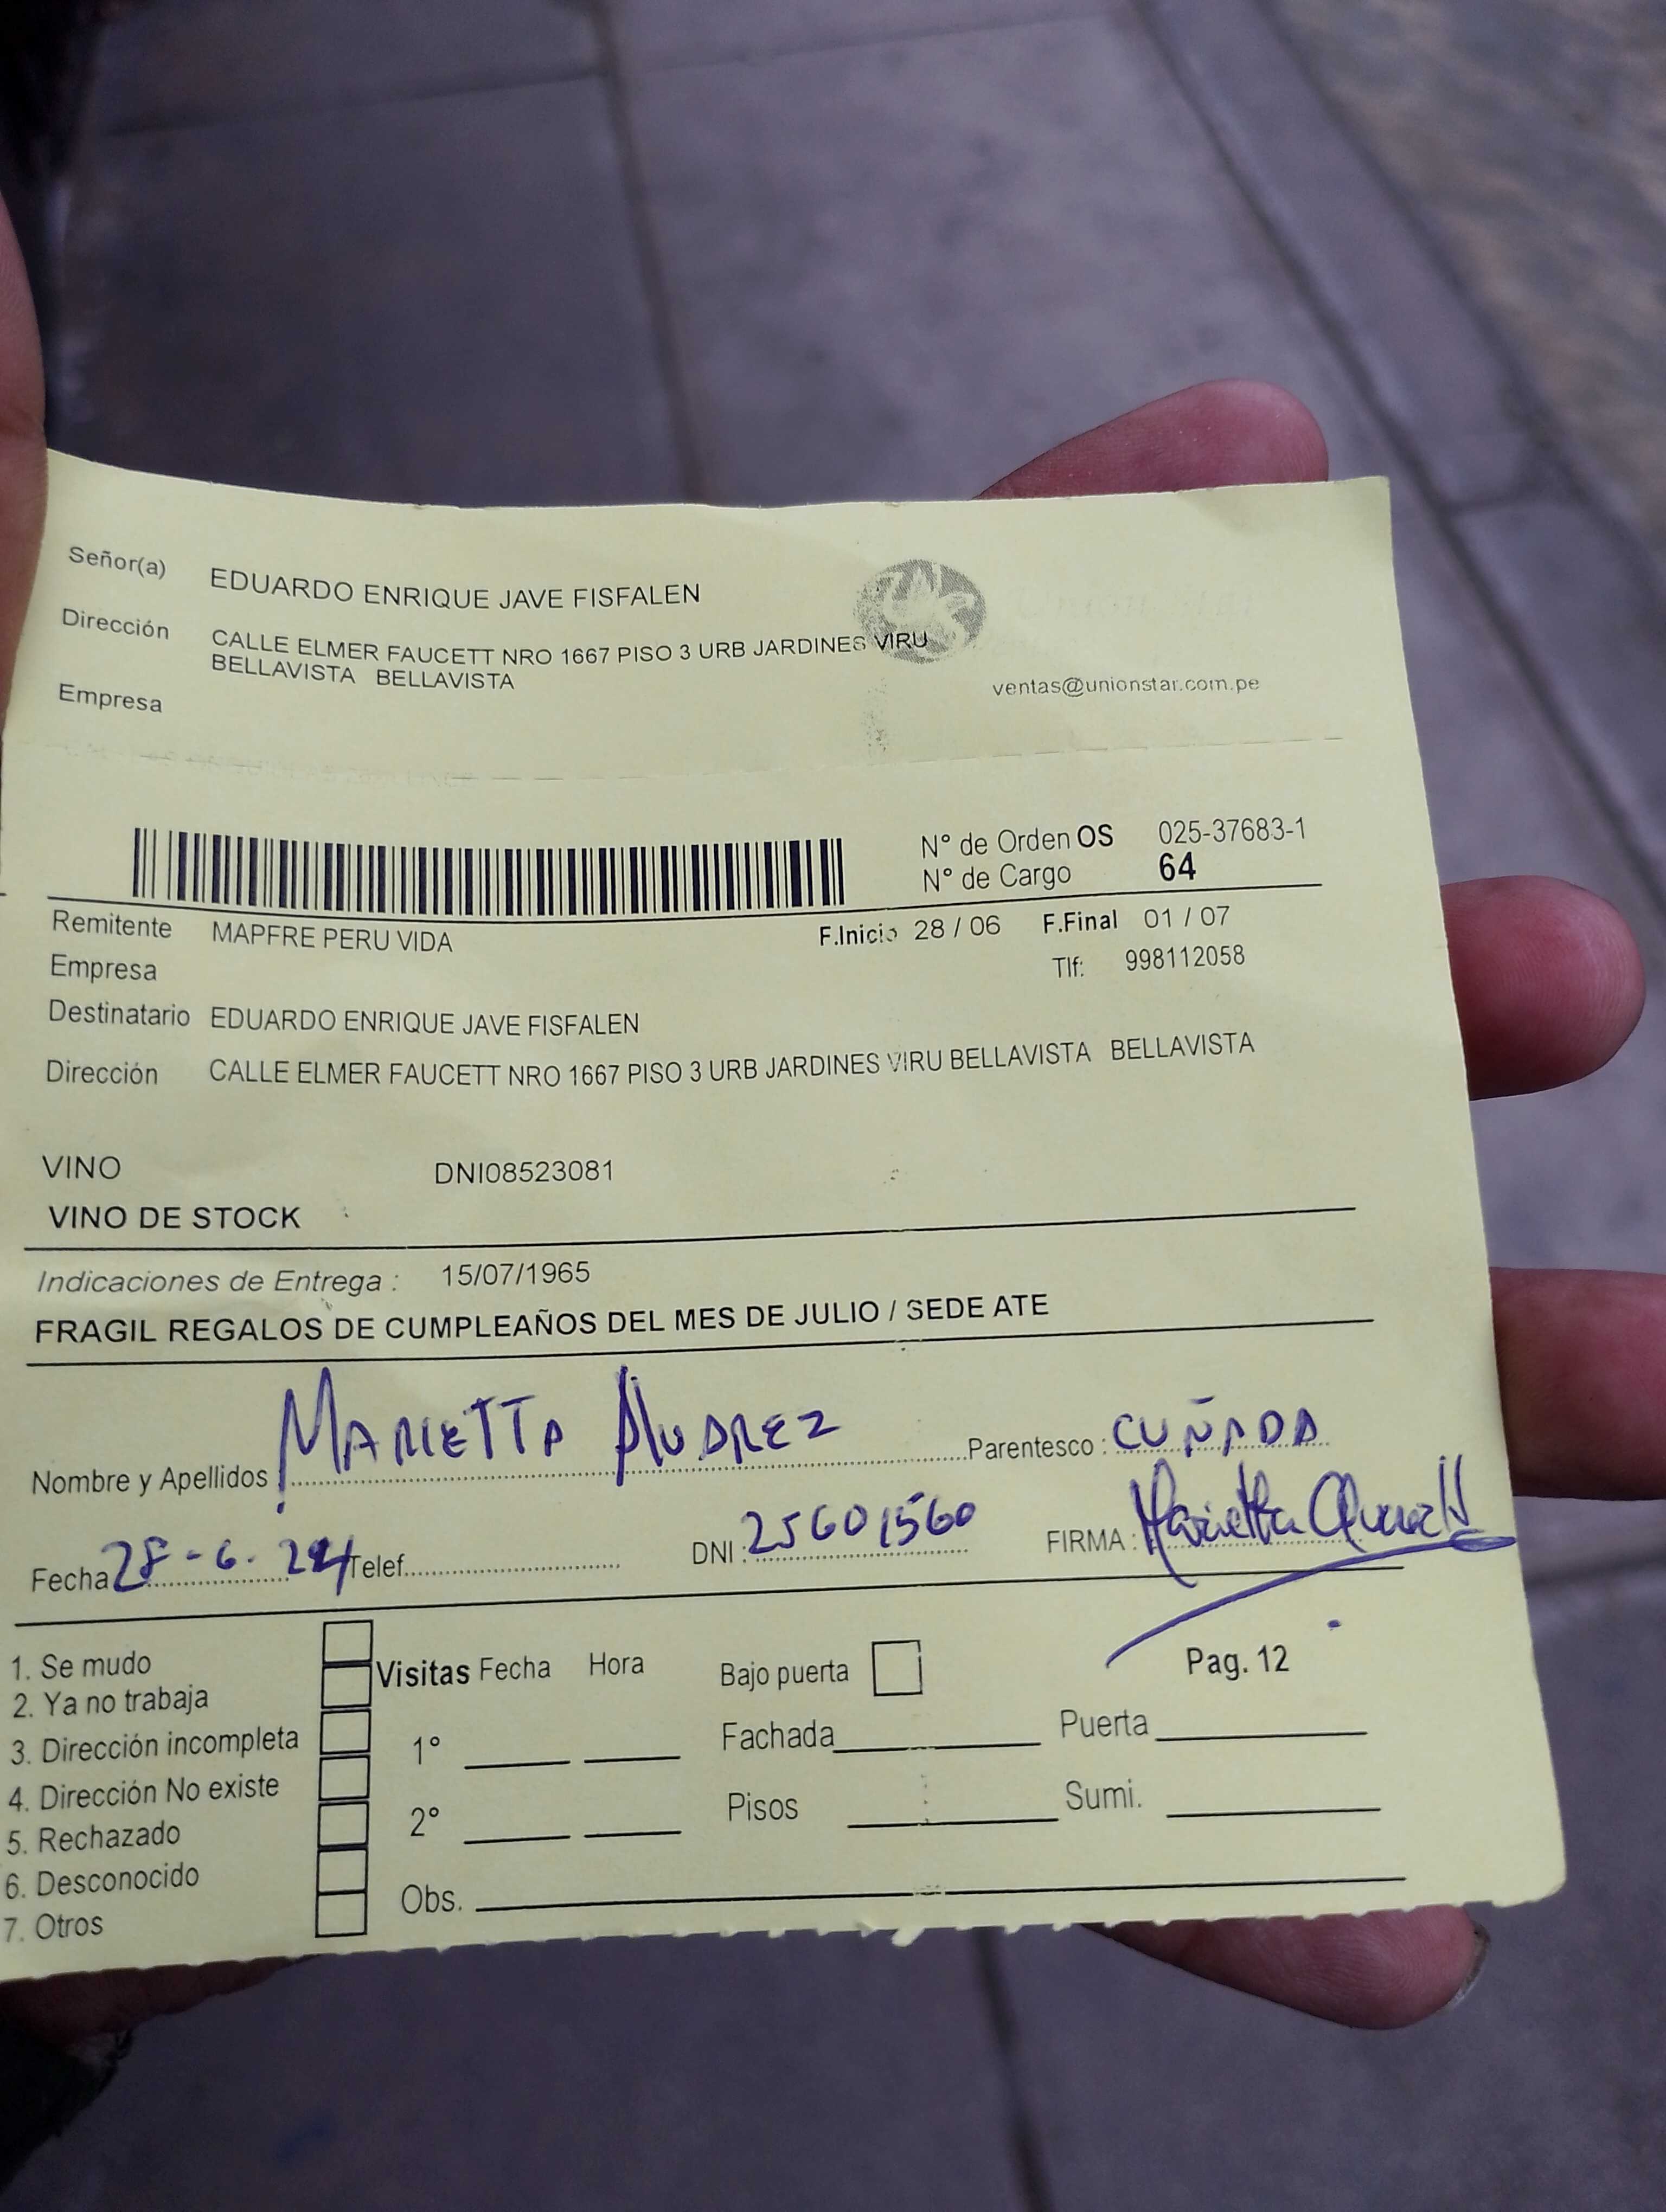 Señor(a) EDUARDO ENRIQUE JAVE FISFALEN
Dirección CALLE ELMER FAUCETT NRO 1667 PISO 3 URB JARDINES VIRU
BELLAVISTA BELLAVISTA
Empresa
ventas@unionstar.com.pe
N° de Orden OS 025-37683-1
N° de Cargo 64
Remitente MAPFRE PERU VIDA F.Inicio 28 / 06 F.Final 01 / 07
Empresa Tlf: 998112058
Destinatario EDUARDO ENRIQUE JAVE FISFALEN
Dirección CALLE ELMER FAUCETT NRO 1667 PISO 3 URB JARDINES VIRU BELLAVISTA BELLAVISTA
VINO DNI08523081
VINO DE STOCK
Indicaciones de Entrega : 15/07/1965
FRAGIL REGALOS DE CUMPLEAÑOS DEL MES DE JULIO / SEDE ATE
Nombre y Apellidos MARIETTA ALVAREZ Parentesco : CUÑADA
Fecha 28-6-24 Telef. DNI : 25601560 FIRMA : Marietta
1. Se mudo
2. Ya no trabaja
3. Dirección incompleta
4. Dirección No existe
5. Rechazado
6. Desconocido
7. Otros
Visitas Fecha Hora
1°
2°
Obs.
Bajo puerta
Pag. 12
Fachada Puerta
Pisos Sumi.